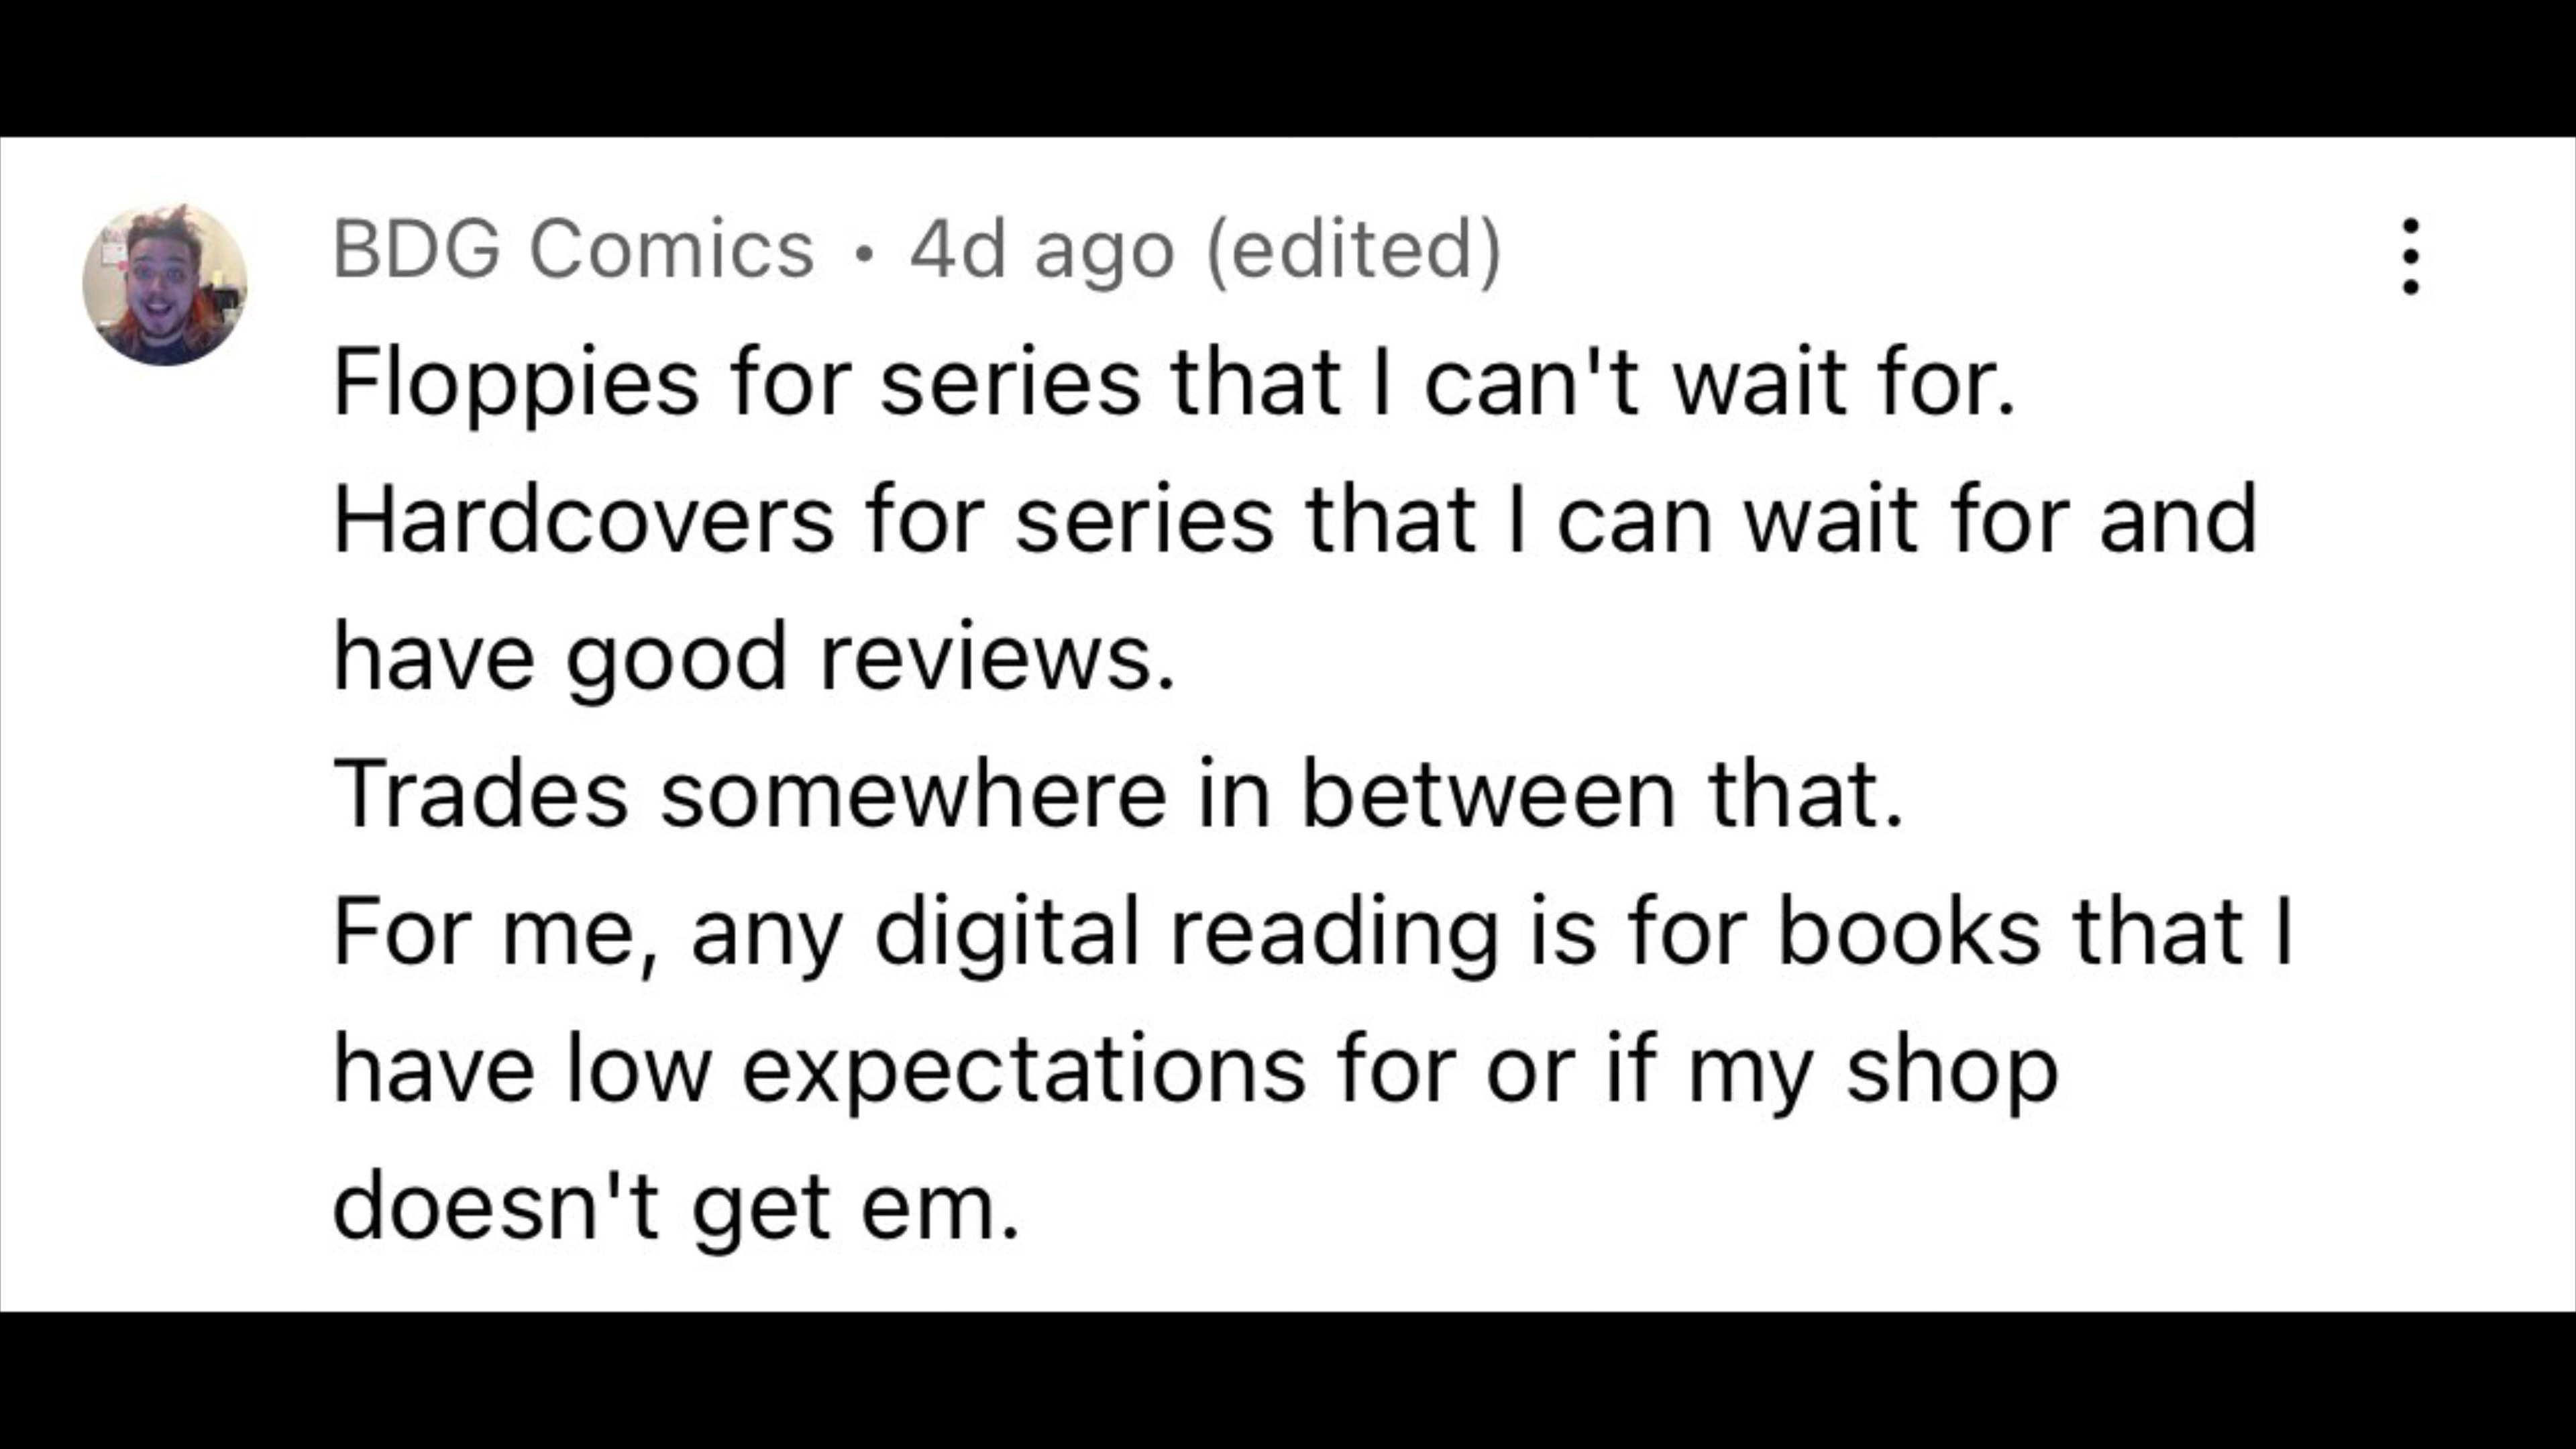 BDG Comics • 4d ago (edited)
Floppies for series that I can't wait for.
Hardcovers for series that I can wait for and
have good reviews.
Trades somewhere in between that.
For me, any digital reading is for books that I
have low expectations for or if my shop
doesn't get em.